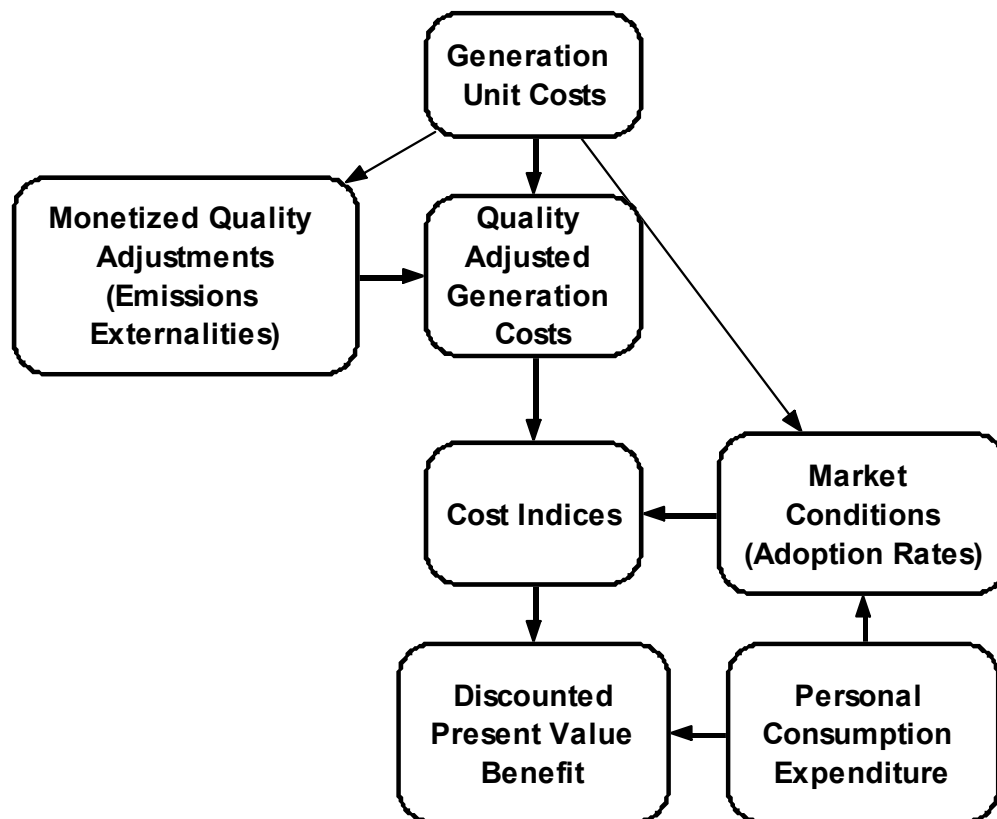 Generation
Unit Costs
Monetized Quality
Adjustments
(Emissions
Externalities)
Quality
Adjusted
Generation
Costs
Cost Indices
Market
Conditions
(Adoption Rates)
Discounted
Present Value
Benefit
Personal
Consumption
Expenditure